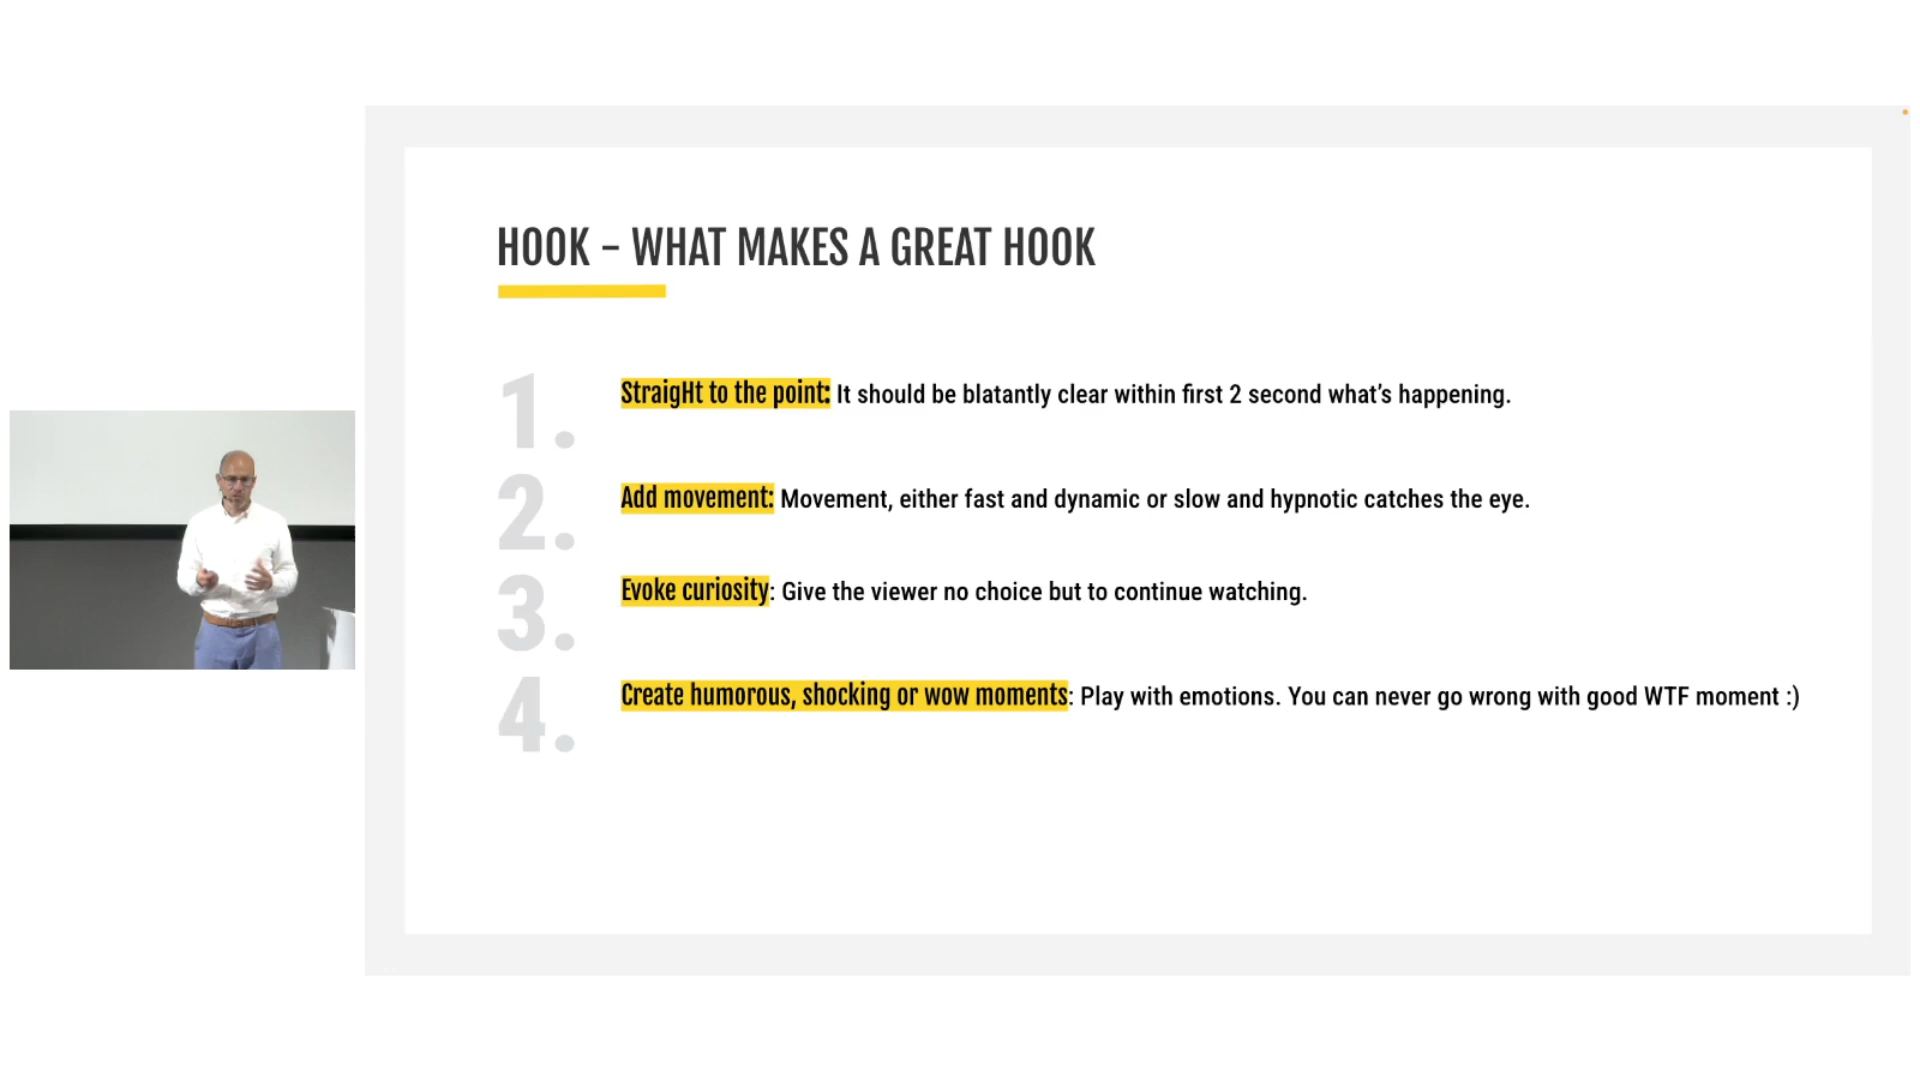 HOOK – WHAT MAKES A GREAT HOOK
1. StraigHt to the point: It should be blatantly clear within first 2 second what's happening.
2. Add movement: Movement, either fast and dynamic or slow and hypnotic catches the eye.
3. Evoke curiosity: Give the viewer no choice but to continue watching.
4. Create humorous, shocking or wow moments: Play with emotions. You can never go wrong with good WTF moment :)